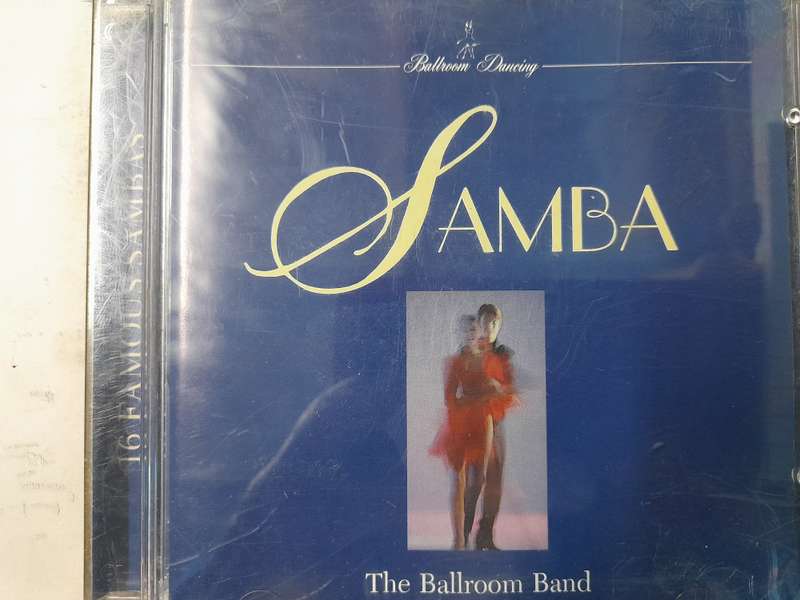 Ballroom Dancing
SAMBA
The Ballroom Band
16 FAMOUS SAMBAS